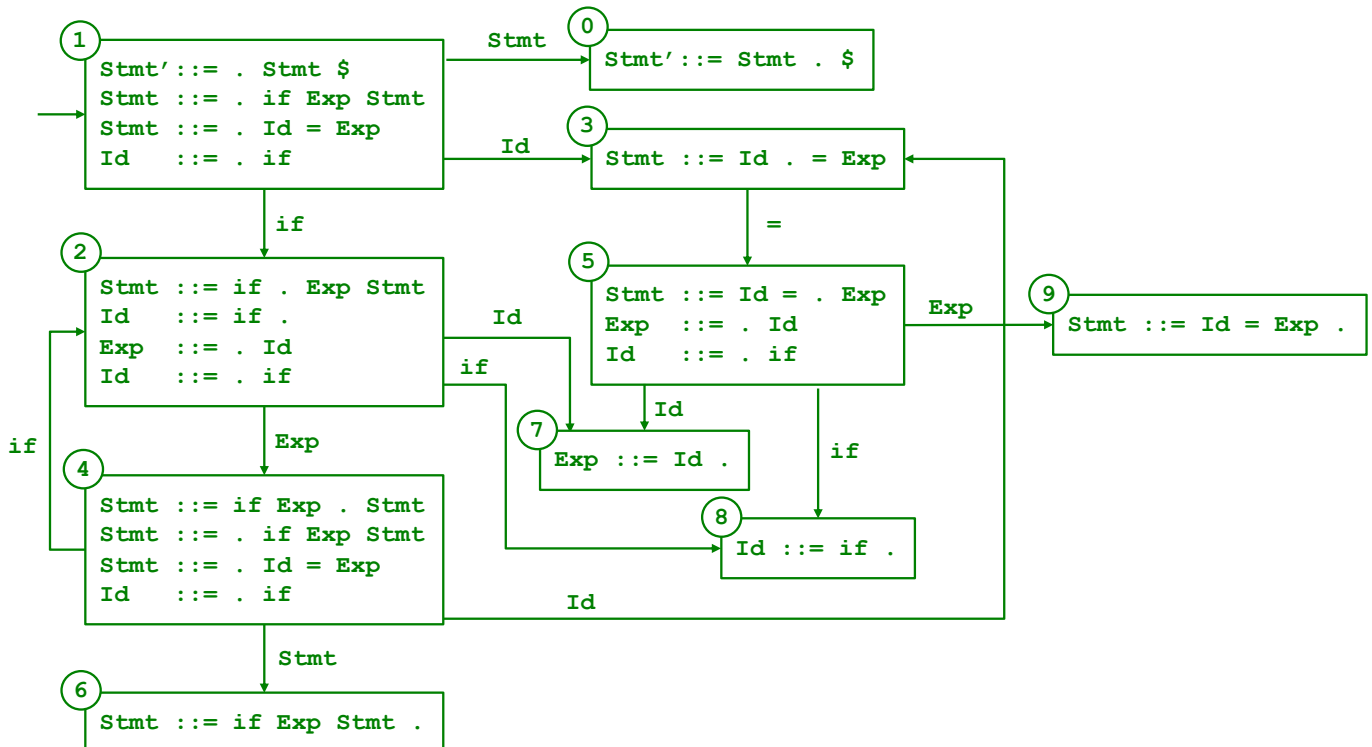 1
Stmt'::= . Stmt $
Stmt ::= . if Exp Stmt
Stmt ::= . Id = Exp
Id   ::= . if
Stmt
0
Stmt'::= Stmt . $
Id
3
Stmt ::= Id . = Exp
if
=
2
Stmt ::= if . Exp Stmt
Id   ::= if .
Exp  ::= . Id
Id   ::= . if
Id
if
5
Stmt ::= Id = . Exp
Exp  ::= . Id
Id   ::= . if
Exp
9
Stmt ::= Id = Exp .
Id
if
7
Exp ::= Id .
8
Id ::= if .
if
Exp
4
Stmt ::= if Exp . Stmt
Stmt ::= . if Exp Stmt
Stmt ::= . Id = Exp
Id   ::= . if
Id
Stmt
6
Stmt ::= if Exp Stmt .